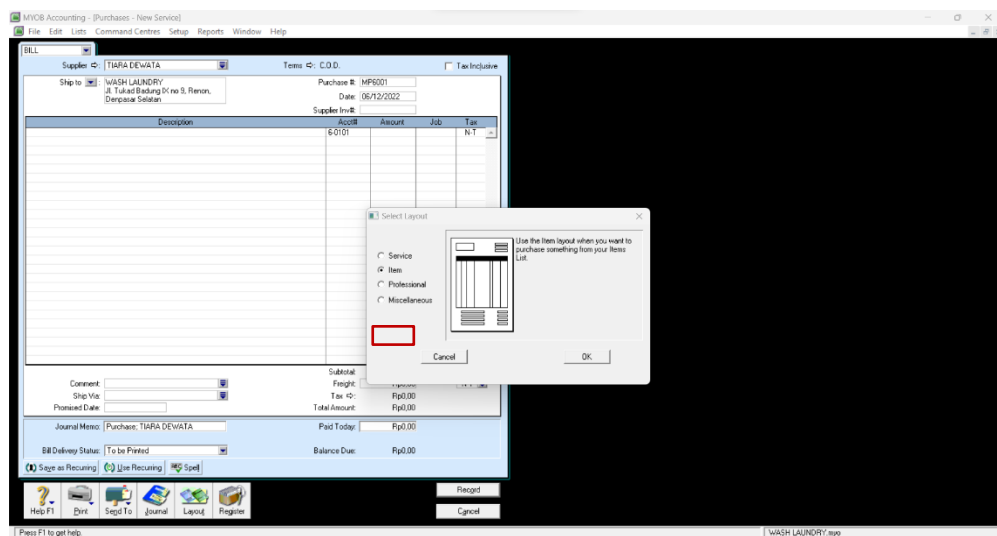 MYOB Accounting - [Purchases - New Service]
File Edit Lists Command Centres Setup Reports Window Help
BILL
Supplier TIARA DEWATA Terms C.O.D. Tax Inclusive
Ship to : WASH LAUNDRY
Jl. Tukad Badung IX no 9, Renon,
Denpasar Selatan
Purchase #: MP6001
Date: 06/12/2022
Supplier Inv#:
Description Acct# Amount Job Tax
6-0101 N-T
Select Layout
Service
Item
Professional
Miscellaneous
Use the Item layout when you want to
purchase something from your Items
List.
Cancel OK
Subtotal:
Comment: Freight: Rp0,00 N-T
Ship Via: Tax : Rp0,00
Promised Date: Total Amount: Rp0,00
Journal Memo: Purchase; TIARA DEWATA Paid Today: Rp0,00
Bill Delivery Status: To be Printed Balance Due: Rp0,00
Save as Recurring Use Recurring Spell
Record
Help F1 Print Send To Journal Layout Register Cancel
Press F1 to get help. WASH LAUNDRY.myo